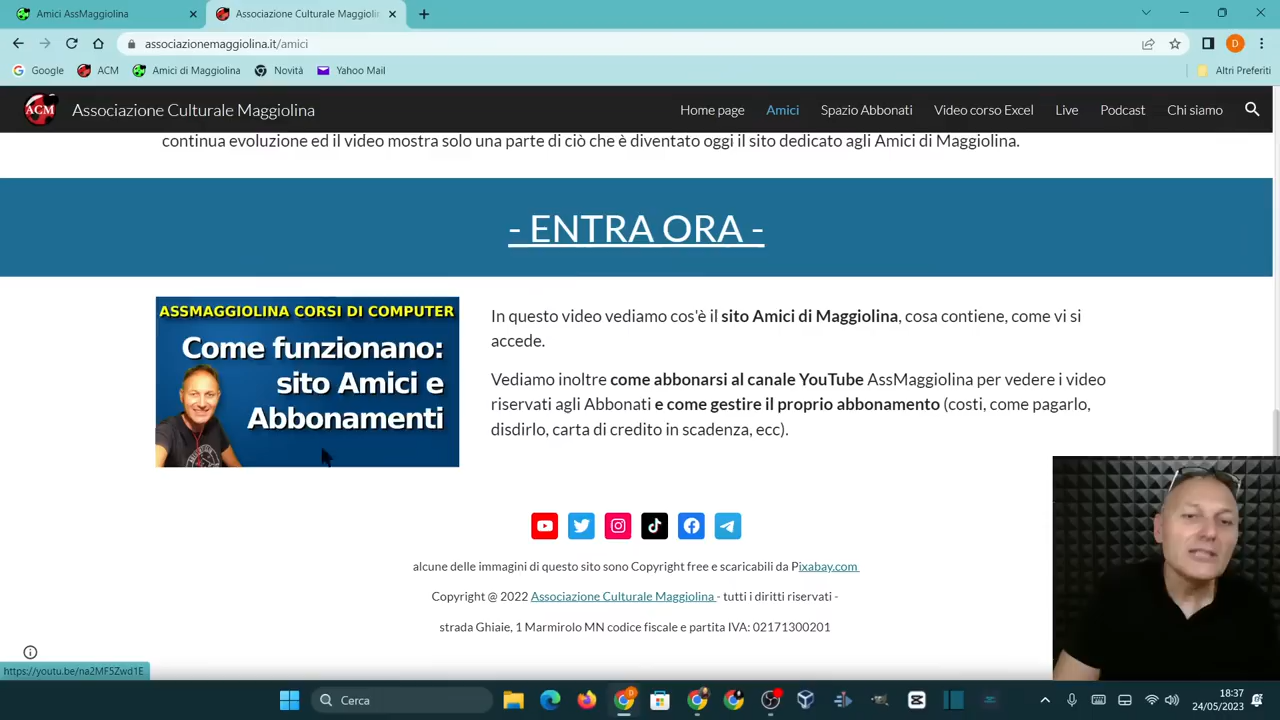 Amici AssMaggiolina
Associazione Culturale Maggiolin
associazionemaggiolina.it/amici
Google ACM Amici di Maggiolina Novità Yahoo Mail Altri Preferiti
ACM Associazione Culturale Maggiolina Home page Amici Spazio Abbonati Video corso Excel Live Podcast Chi siamo
continua evoluzione ed il video mostra solo una parte di ciò che è diventato oggi il sito dedicato agli Amici di Maggiolina.
- ENTRA ORA -
ASSMAGGIOLINA CORSI DI COMPUTER
Come funzionano:
sito Amici e
Abbonamenti
In questo video vediamo cos'è il sito Amici di Maggiolina, cosa contiene, come vi si
accede.
Vediamo inoltre come abbonarsi al canale YouTube AssMaggiolina per vedere i video
riservati agli Abbonati e come gestire il proprio abbonamento (costi, come pagarlo,
disdirlo, carta di credito in scadenza, ecc).
alcune delle immagini di questo sito sono Copyright free e scaricabili da Pixabay.com
Copyright @ 2022 Associazione Culturale Maggiolina - tutti i diritti riservati -
strada Ghiaie, 1 Marmirolo MN codice fiscale e partita IVA: 02171300201
https://youtu.be/na2MF5Zwd1E
Cerca
18:37
24/05/2023